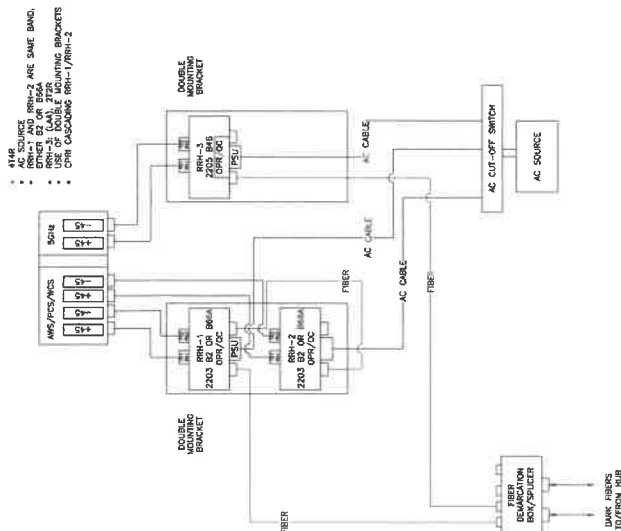 4T4R
AC SOURCE
RRH-1 AND RRH-2 ARE SAME BAND,
EITHER B2 OR B66A
RRH-3: (LAA), 2T2R
USE OF DOUBLE MOUNTING BRACKETS
CPRI CASCADING RRH-1/RRH-2
AWS/PCS/WCS
+45
-45
+45
-45
5GHz
+45
-45
DOUBLE
MOUNTING
BRACKET
RRH-1
2203 B2 OR B66A
OPR/QC
PSU
RRH-2
2203 B2 OR B66A
OPR/QC
FIBER
DOUBLE
MOUNTING
BRACKET
RRH-3
2205 B46
OPR/QC
PSU
AC CABLE
AC CABLE
AC CABLE
FIBER
AC CUT-OFF SWITCH
AC SOURCE
FIBER
FIBER
DEMARCATION
BOX/SPLICER
DARK FIBERS
TO/FROM HUB